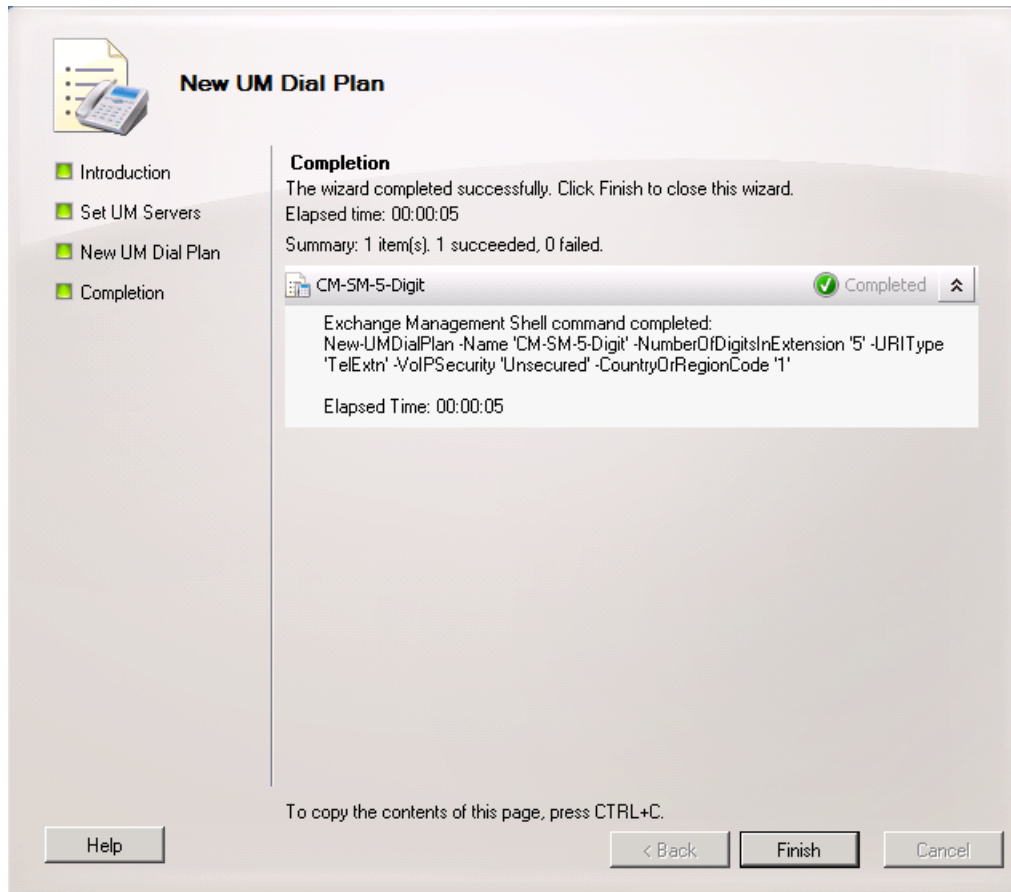 New UM Dial Plan
Introduction
Set UM Servers
New UM Dial Plan
Completion
Completion
The wizard completed successfully. Click Finish to close this wizard.
Elapsed time: 00:00:05
Summary: 1 item(s). 1 succeeded, 0 failed.
CM-SM-5-Digit
Completed
Exchange Management Shell command completed:
New-UMDialPlan -Name 'CM-SM-5-Digit' -NumberOfDigitsInExtension '5' -URIType
'TelExtn' -VoIPSecurity 'Unsecured' -CountryOrRegionCode '1'
Elapsed Time: 00:00:05
To copy the contents of this page, press CTRL+C.
Help
< Back
Finish
Cancel